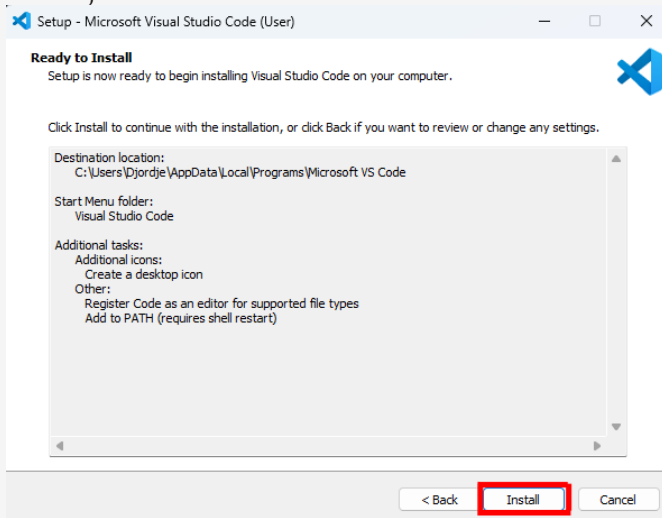 Setup - Microsoft Visual Studio Code (User)
Ready to Install
Setup is now ready to begin installing Visual Studio Code on your computer.
Click Install to continue with the installation, or click Back if you want to review or change any settings.
Destination location:
C:\Users\Djordje\AppData\Local\Programs\Microsoft VS Code
Start Menu folder:
Visual Studio Code
Additional tasks:
Additional icons:
Create a desktop icon
Other:
Register Code as an editor for supported file types
Add to PATH (requires shell restart)
< Back Install Cancel